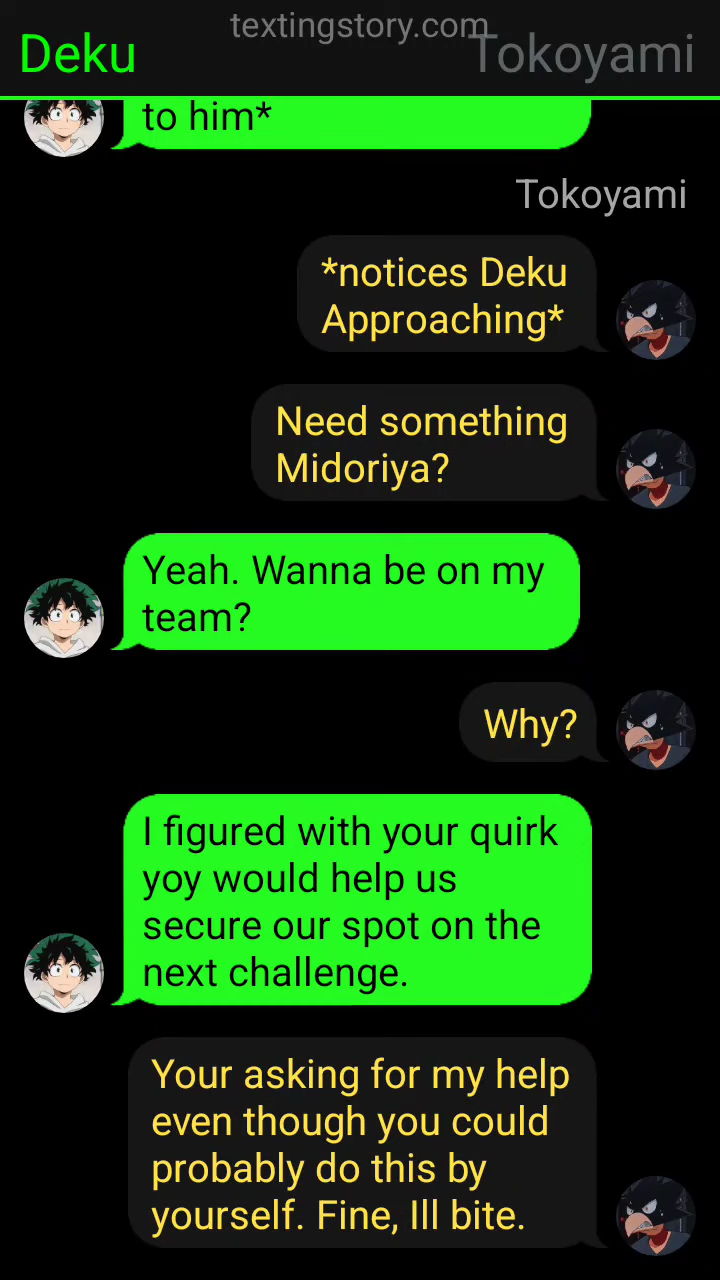 textingstory.com
Deku
Tokoyami
to him*
Tokoyami
*notices Deku
Approaching*
Need something
Midoriya?
Yeah. Wanna be on my
team?
Why?
I figured with your quirk
yoy would help us
secure our spot on the
next challenge.
Your asking for my help
even though you could
probably do this by
yourself. Fine, Ill bite.